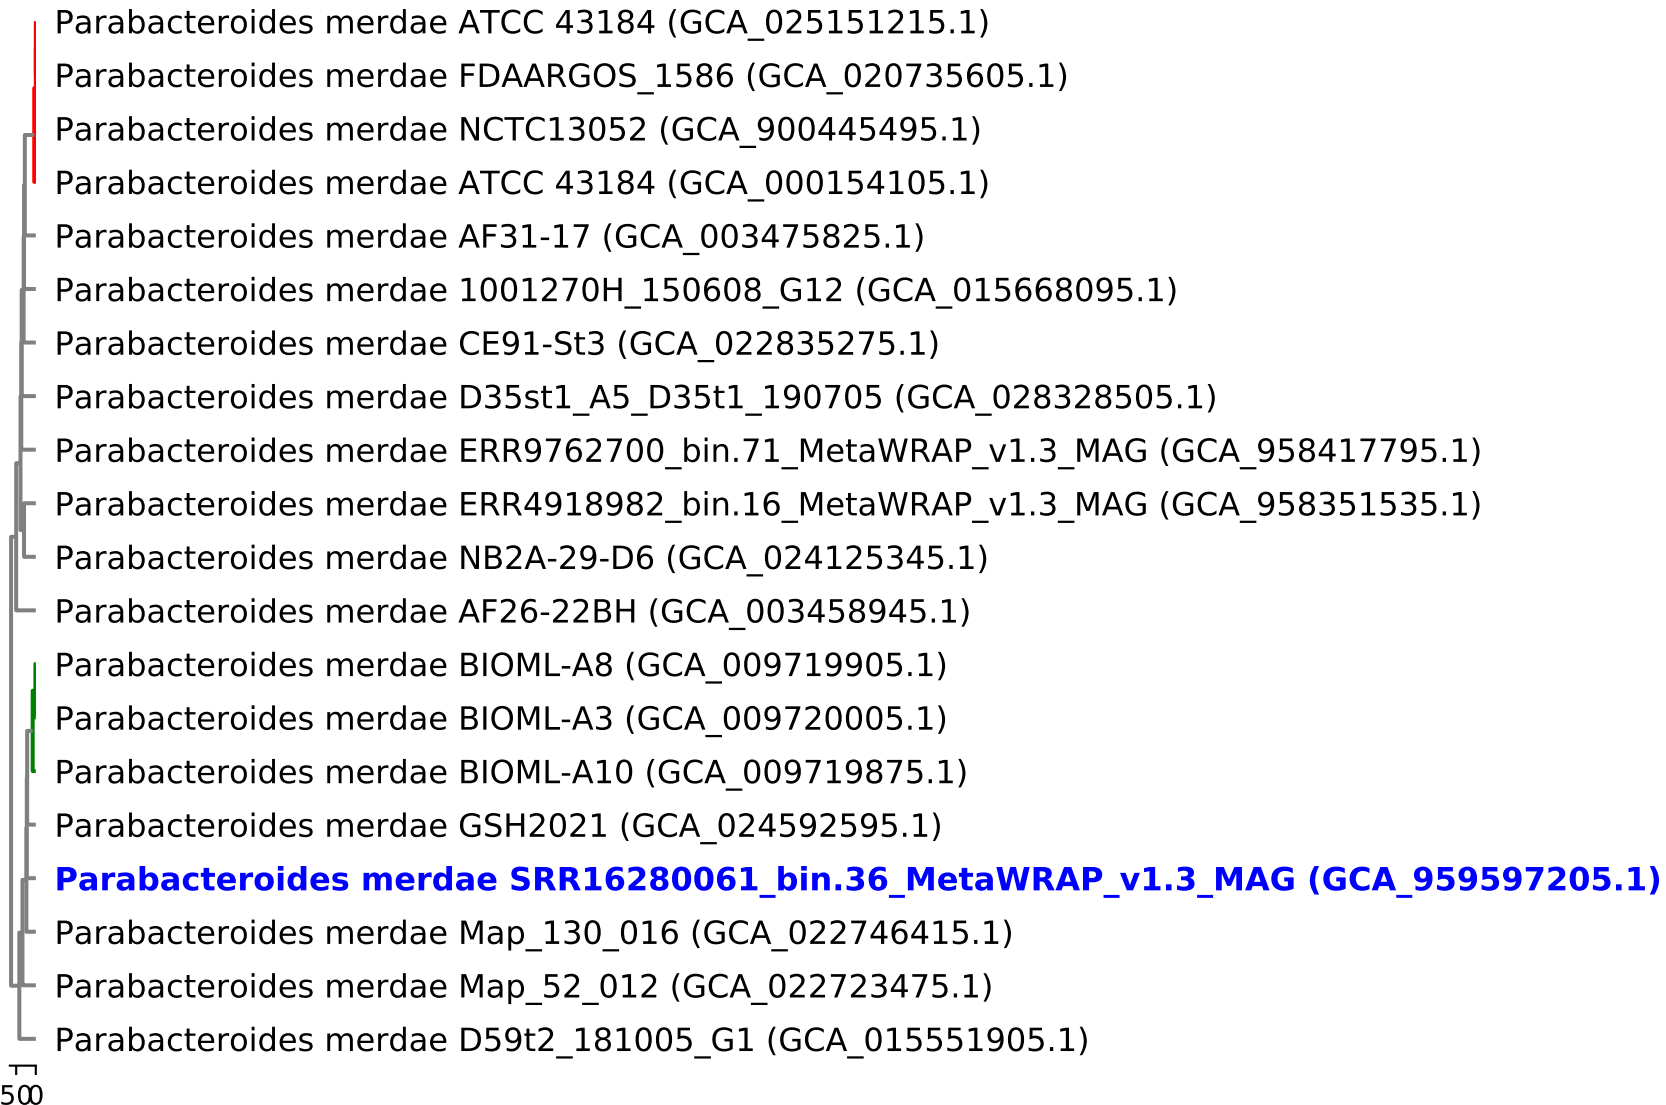 Parabacteroides merdae ATCC 43184 (GCA_025151215.1)
Parabacteroides merdae FDAARGOS_1586 (GCA_020735605.1)
Parabacteroides merdae NCTC13052 (GCA_900445495.1)
Parabacteroides merdae ATCC 43184 (GCA_000154105.1)
Parabacteroides merdae AF31-17 (GCA_003475825.1)
Parabacteroides merdae 1001270H_150608_G12 (GCA_015668095.1)
Parabacteroides merdae CE91-St3 (GCA_022835275.1)
Parabacteroides merdae D35st1_A5_D35t1_190705 (GCA_028328505.1)
Parabacteroides merdae ERR9762700_bin.71_MetaWRAP_v1.3_MAG (GCA_958417795.1)
Parabacteroides merdae ERR4918982_bin.16_MetaWRAP_v1.3_MAG (GCA_958351535.1)
Parabacteroides merdae NB2A-29-D6 (GCA_024125345.1)
Parabacteroides merdae AF26-22BH (GCA_003458945.1)
Parabacteroides merdae BIOML-A8 (GCA_009719905.1)
Parabacteroides merdae BIOML-A3 (GCA_009720005.1)
Parabacteroides merdae BIOML-A10 (GCA_009719875.1)
Parabacteroides merdae GSH2021 (GCA_024592595.1)
Parabacteroides merdae SRR16280061_bin.36_MetaWRAP_v1.3_MAG (GCA_959597205.1)
Parabacteroides merdae Map_130_016 (GCA_022746415.1)
Parabacteroides merdae Map_52_012 (GCA_022723475.1)
Parabacteroides merdae D59t2_181005_G1 (GCA_015551905.1)
50 0